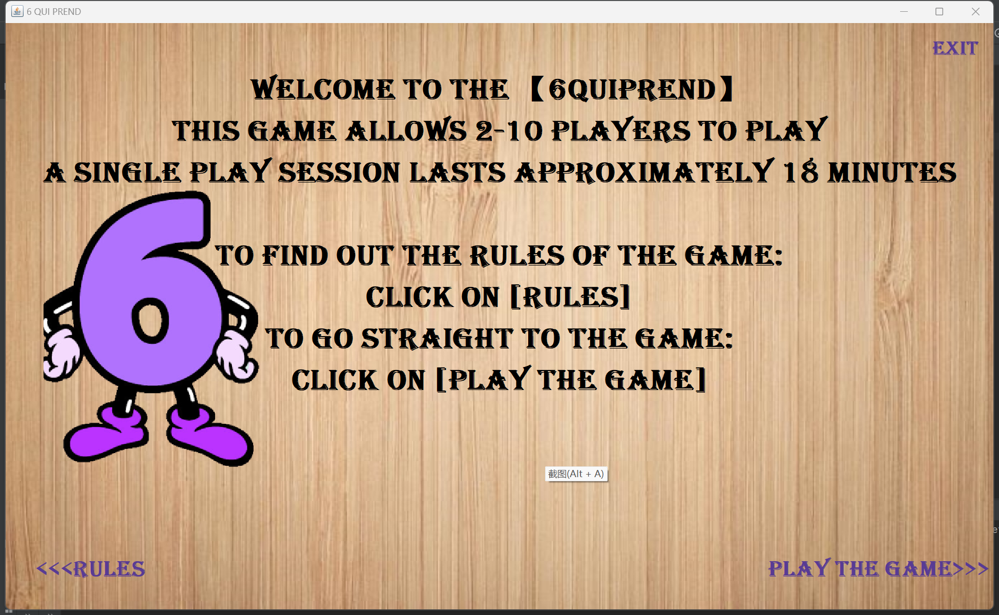 6 QUI PREND
EXIT
WELCOME TO THE 【6QUIPREND】
THIS GAME ALLOWS 2-10 PLAYERS TO PLAY
A SINGLE PLAY SESSION LASTS APPROXIMATELY 18 MINUTES
6
TO FIND OUT THE RULES OF THE GAME:
CLICK ON [RULES]
TO GO STRAIGHT TO THE GAME:
CLICK ON [PLAY THE GAME]
截图(Alt + A)
<<<RULES
PLAY THE GAME>>>